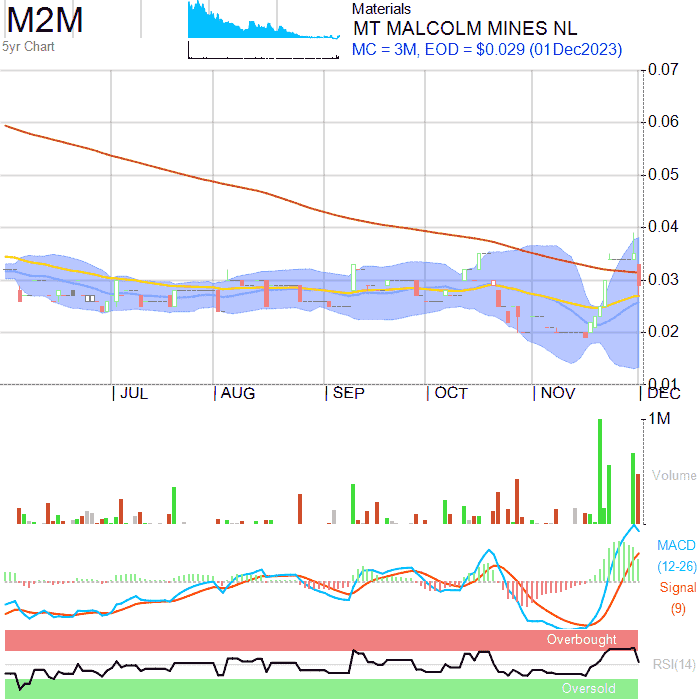 M2M
5yr Chart
Materials
MT MALCOLM MINES NL
MC = 3M, EOD = $0.029 (01Dec2023)
0.07
0.06
0.05
0.04
0.03
0.02
0.01
JUL
AUG
SEP
OCT
NOV
DEC
1M
Volume
MACD
(12-26)
Signal
(9)
Overbought
RSI(14)
Oversold